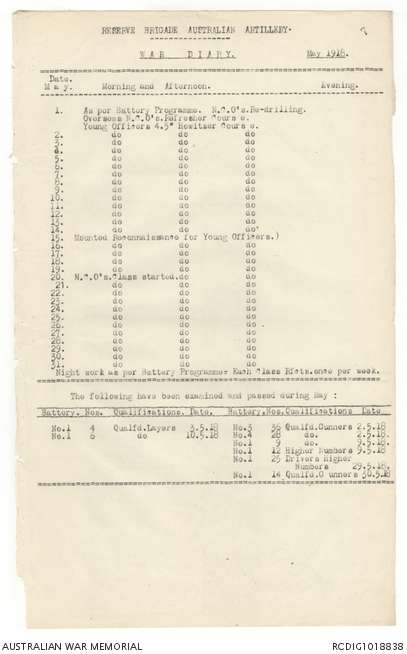 RESERVE BRIGADE AUSTRALIAN ARTILLERY.
WAR DIARY. May 1918.
Date.
May. Morning and Afternoon. Evening.
1. As per Battery Programme. N.C.O's.Re-drilling.
Overseas N.C.O's.Refresher Course.
Young Officers 4.5" Howitzer Course.
2. do do do
3. do do do
4. do do do
5. do do do
6. do do do
7. do do do
8. do do do
9. do do do
10. do do do
11. do do do
12. do do do
13. do do do
14. do do do
15. Mounted Reconnaissance for Young Officers.)
16. do do do
17. do do do
18. do do do
19. do do do
20. N.C.O's.Class started.do do
21. do do do
22. do do do
23. do do do
24. do do do
25. do do do
26. do do do
27. do do do
28. do do do
29. do do do
30. do do do
31. do do do
Night work as per Battery Programme: Each Class Bicts.once per week.
The following have been examined and passed during May :
Battery. Nos. Qualifications. Date. Battery.Nos.Qualifications Date
No.1 4 Qualfd.Layers 3.5.18 No.3 36 Qualfd.Gunners 2.5.18
No.1 6 do 10.5.18 No.4 28 do. 2.5.18
No.1 9 do. 9.5.18
No.1 12 Higher Numbers 9.5.18
No.1 25 Drivers Higher
Numbers 29.5.18.
No.1 14 Qualfd.G unners 30.5.18
AUSTRALIAN WAR MEMORIAL RCDIG1018838